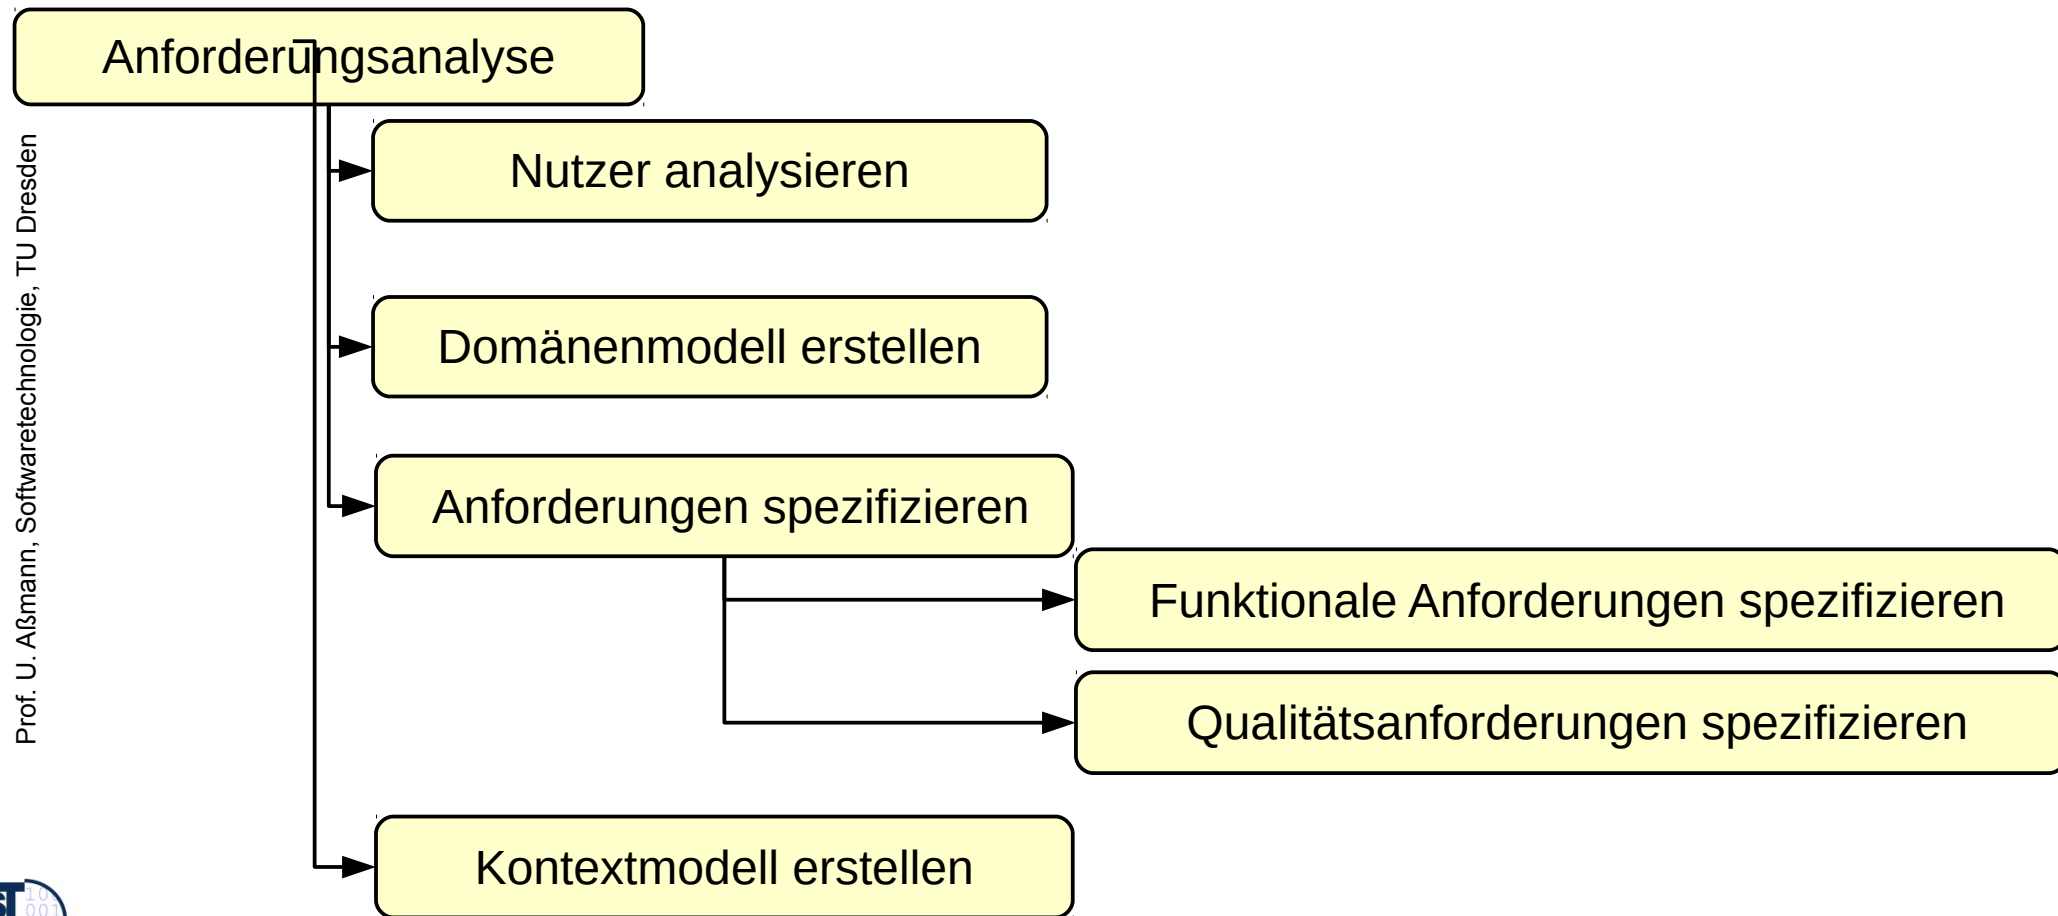 Anforderungsanalyse
Nutzer analysieren
Domänenmodell erstellen
Anforderungen spezifizieren
Funktionale Anforderungen spezifizieren
Qualitätsanforderungen spezifizieren
Kontextmodell erstellen
Prof. U. Aßmann, Softwaretechnologie, TU Dresden